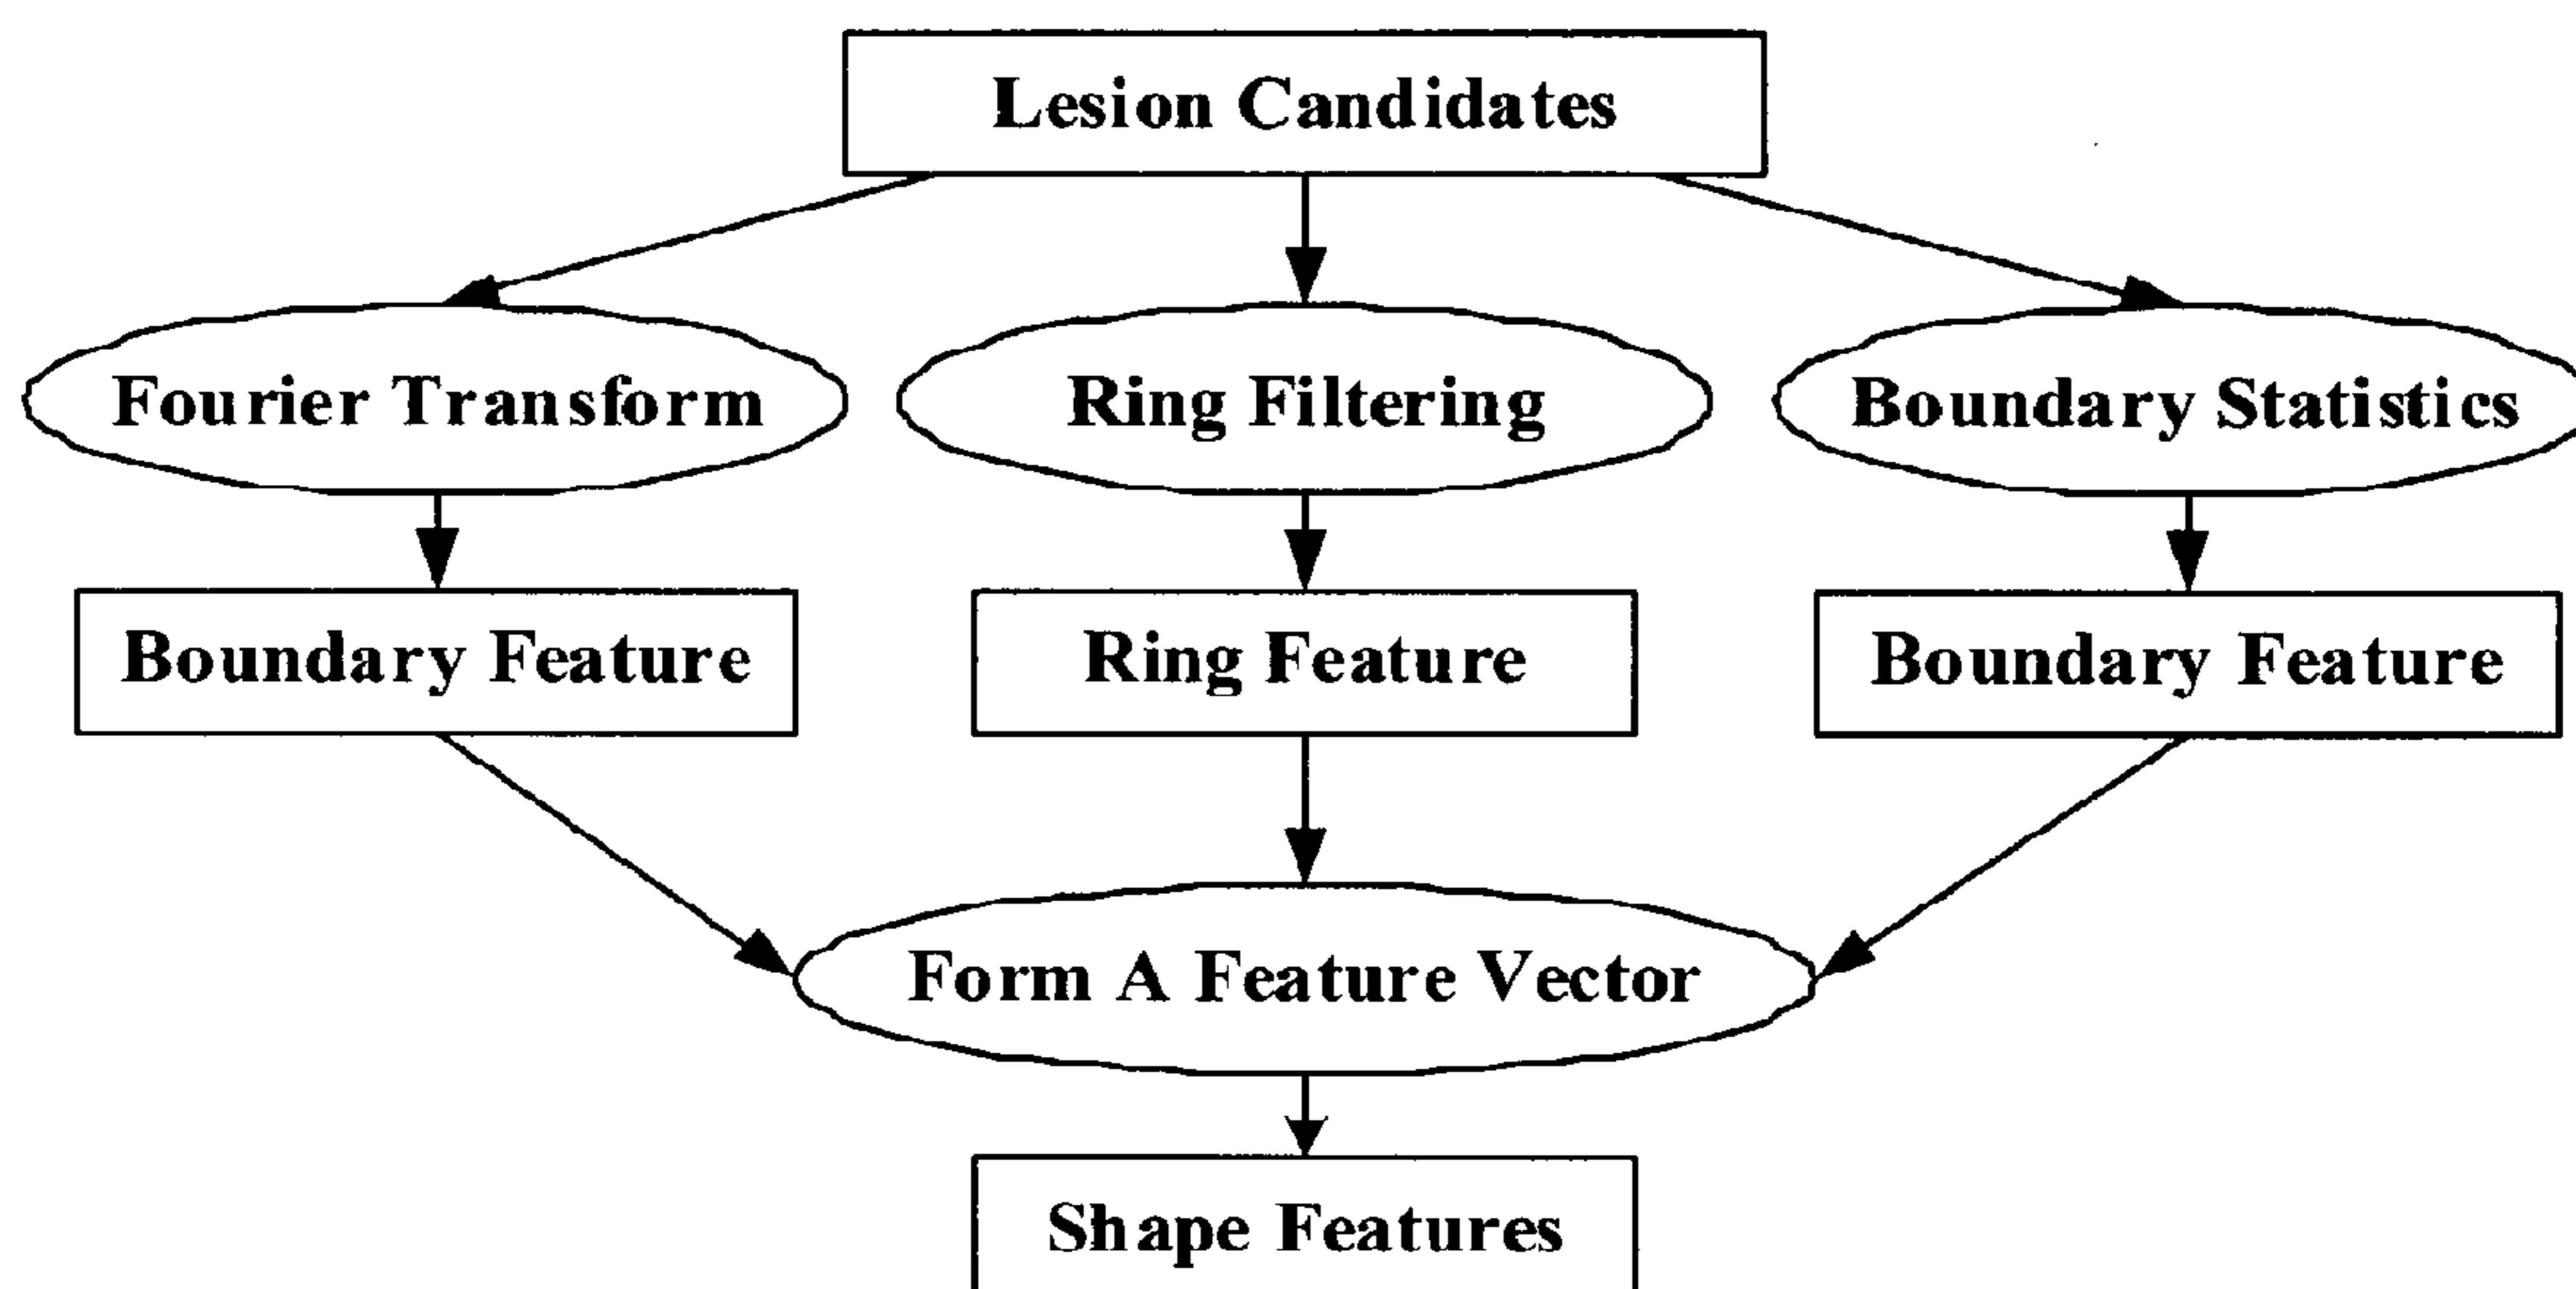 Lesion Candidates
Fourier Transform
Ring Filtering
Boundary Statistics
Boundary Feature
Ring Feature
Boundary Feature
Form A Feature Vector
Shape Features